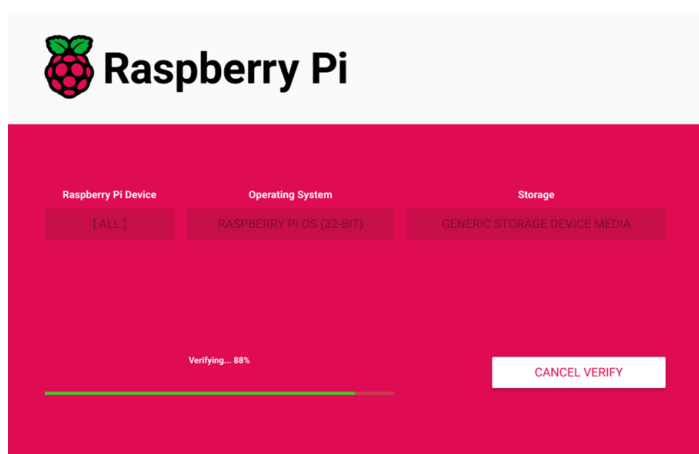 Raspberry Pi
Raspberry Pi Device
Operating System
Storage
[ ALL ]
RASPBERRY PI OS (32-BIT)
GENERIC STORAGE DEVICE MEDIA
Verifying... 88%
CANCEL VERIFY